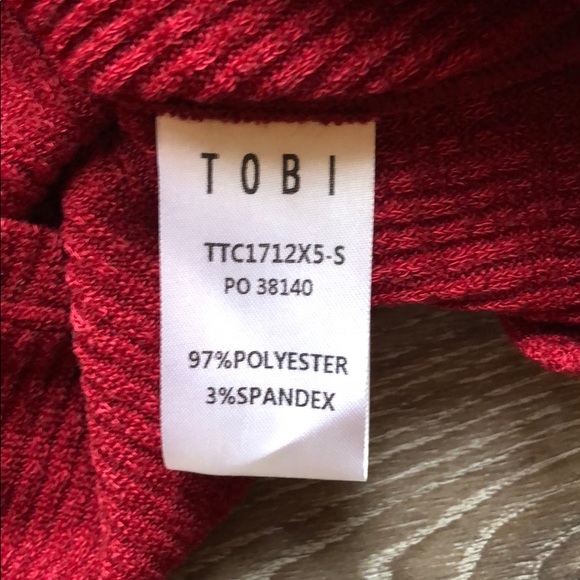 TOBI
TTC1712X5-S
PO 38140
97%POLYESTER
3%SPANDEX